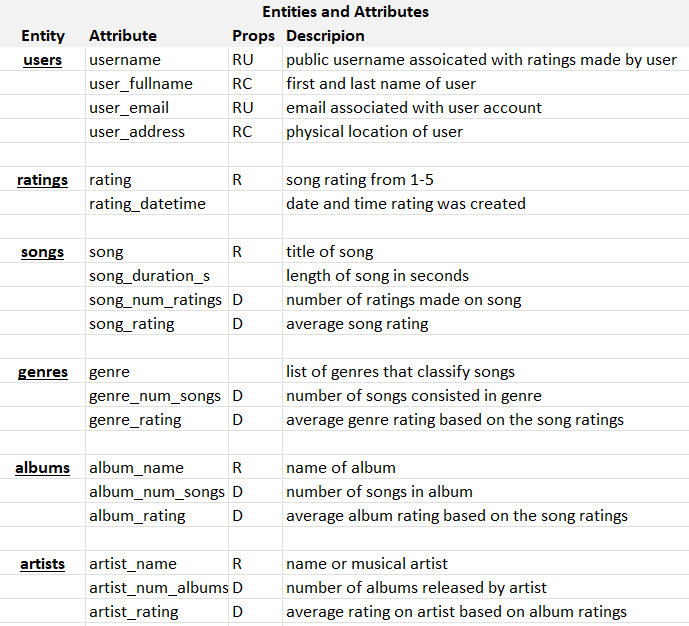 Entities and Attributes
Entity Attribute Props Descripion
users username RU public username assoicated with ratings made by user
user_fullname RC first and last name of user
user_email RU email associated with user account
user_address RC physical location of user
ratings rating R song rating from 1-5
rating_datetime date and time rating was created
songs song R title of song
song_duration_s length of song in seconds
song_num_ratings D number of ratings made on song
song_rating D average song rating
genres genre list of genres that classify songs
genre_num_songs D number of songs consisted in genre
genre_rating D average genre rating based on the song ratings
albums album_name R name of album
album_num_songs D number of songs in album
album_rating D average album rating based on the song ratings
artists artist_name R name or musical artist
artist_num_albums D number of albums released by artist
artist_rating D average rating on artist based on album ratings